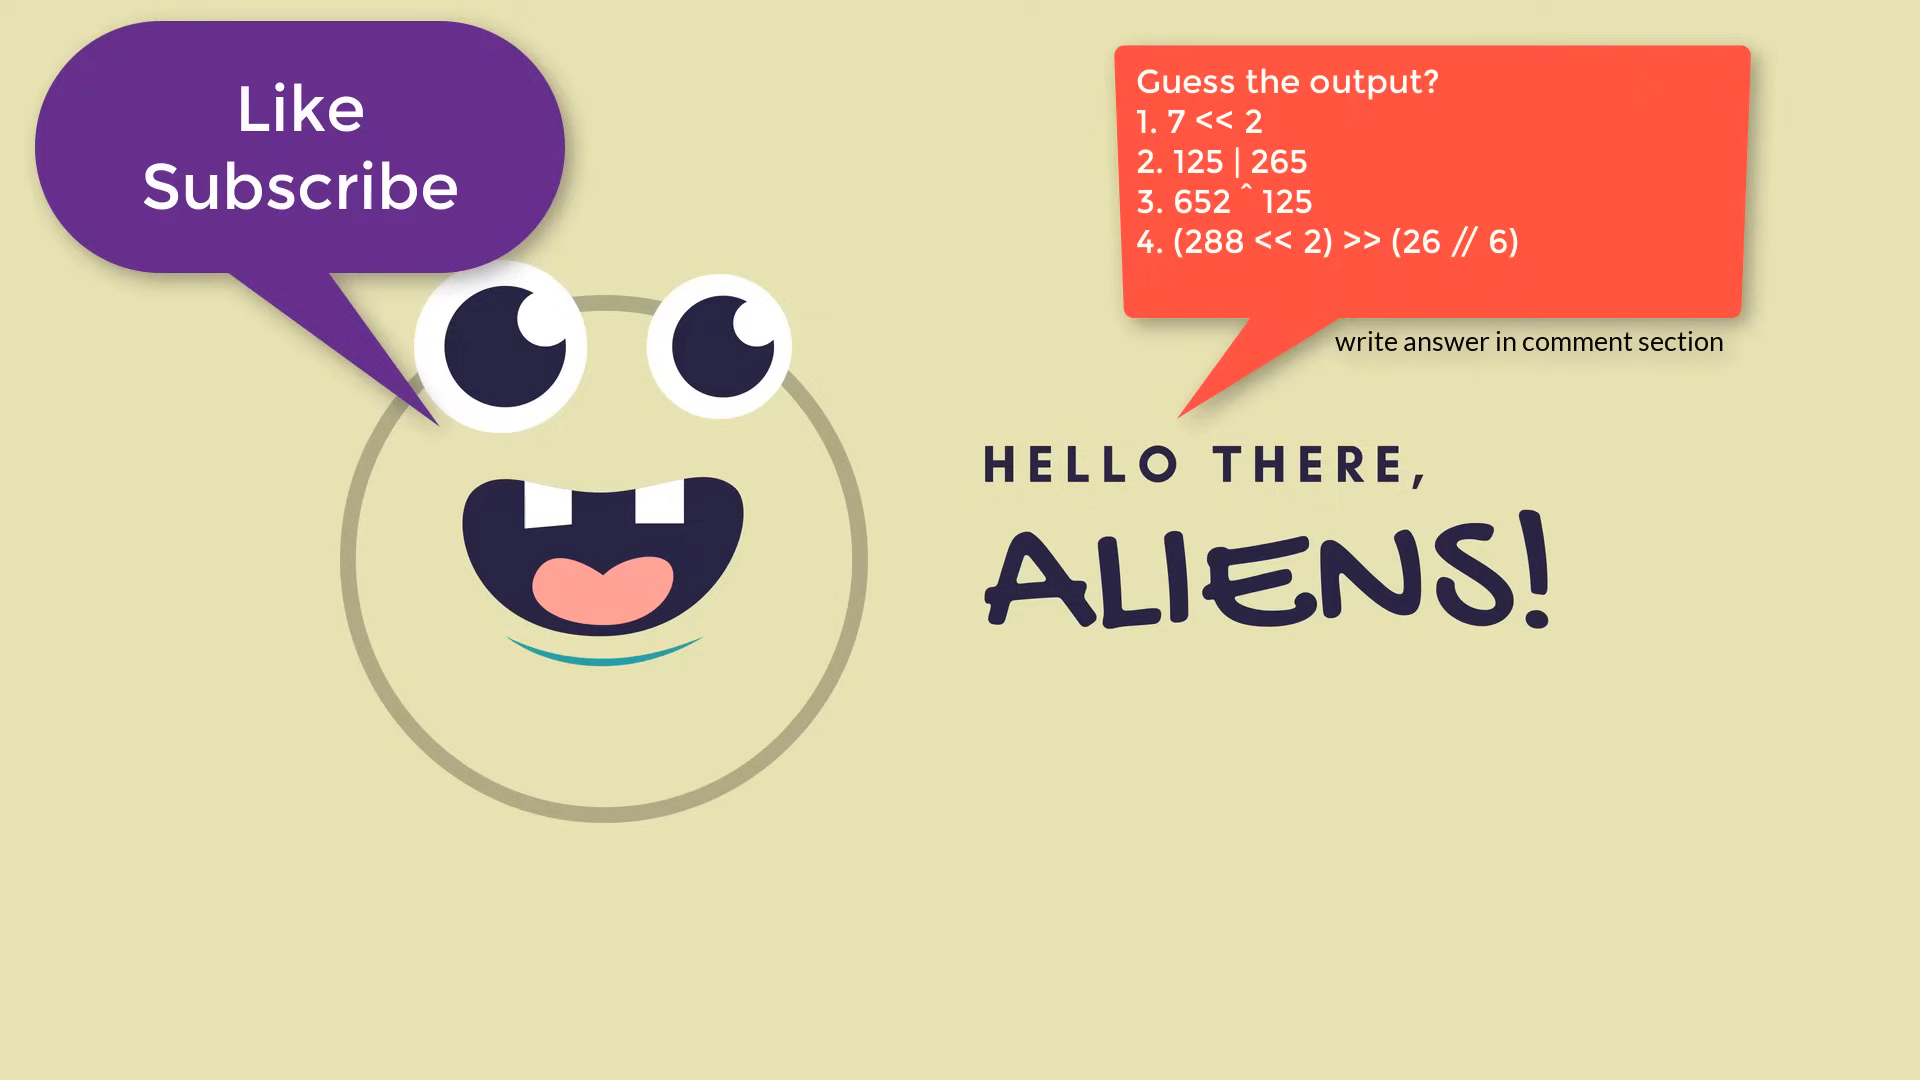 Like
Subscribe
Guess the output?
1. 7 << 2
2. 125 | 265
3. 652 ^ 125
4. (288 << 2) >> (26 // 6)
write answer in comment section
HELLO THERE,
ALIENS!